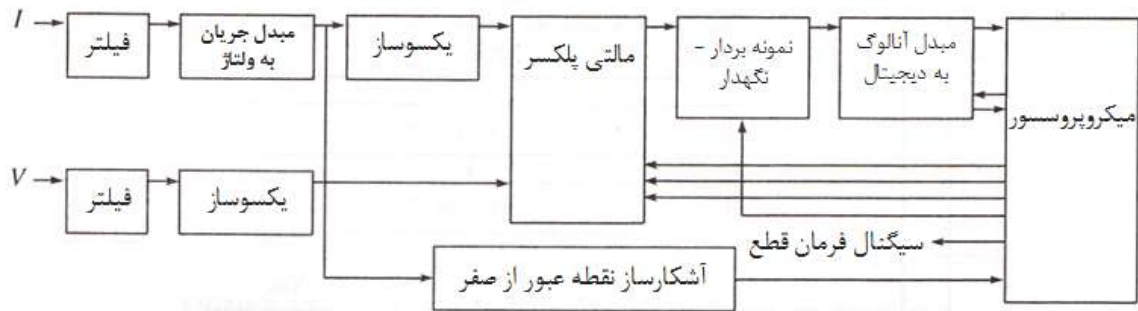 I
فیلتر
مبدل جریان
به ولتاژ
یکسوساز
مالتی پلکسر
نمونه بردار -
نگهدار
مبدل آنالوگ
به دیجیتال
میکروپروسسور
V
فیلتر
یکسوساز
سیگنال فرمان قطع
آشکارساز نقطه عبور از صفر